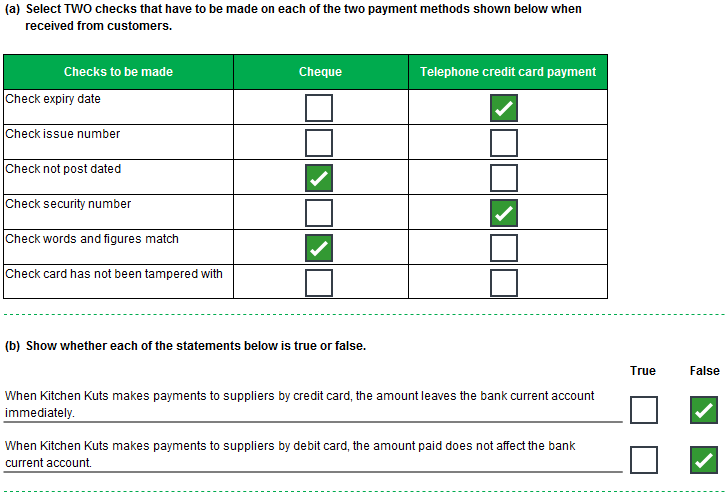 (a) Select TWO checks that have to be made on each of the two payment methods shown below when
received from customers.
Checks to be made Cheque Telephone credit card payment
Check expiry date
Check issue number
Check not post dated
Check security number
Check words and figures match
Check card has not been tampered with
(b) Show whether each of the statements below is true or false.
True False
When Kitchen Kuts makes payments to suppliers by credit card, the amount leaves the bank current account
immediately.
When Kitchen Kuts makes payments to suppliers by debit card, the amount paid does not affect the bank
current account.